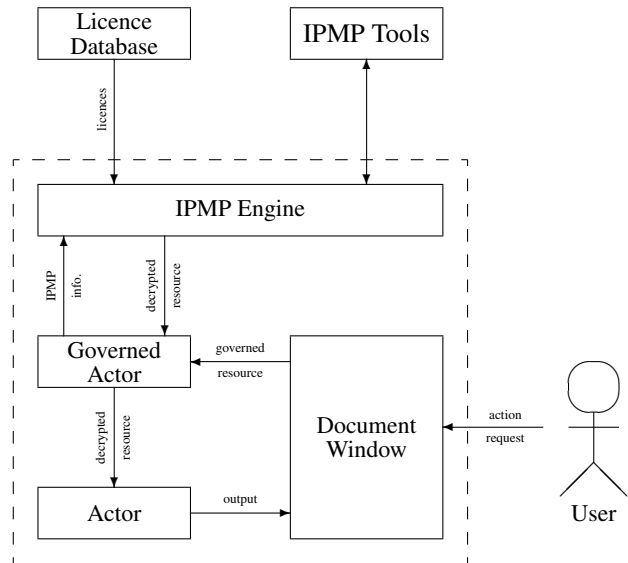 Licence
Database
IPMP Tools
licences
IPMP Engine
IPMP
info.
decrypted
resource
Governed
Actor
governed
resource
Document
Window
action
request
decrypted
resource
Actor
output
User